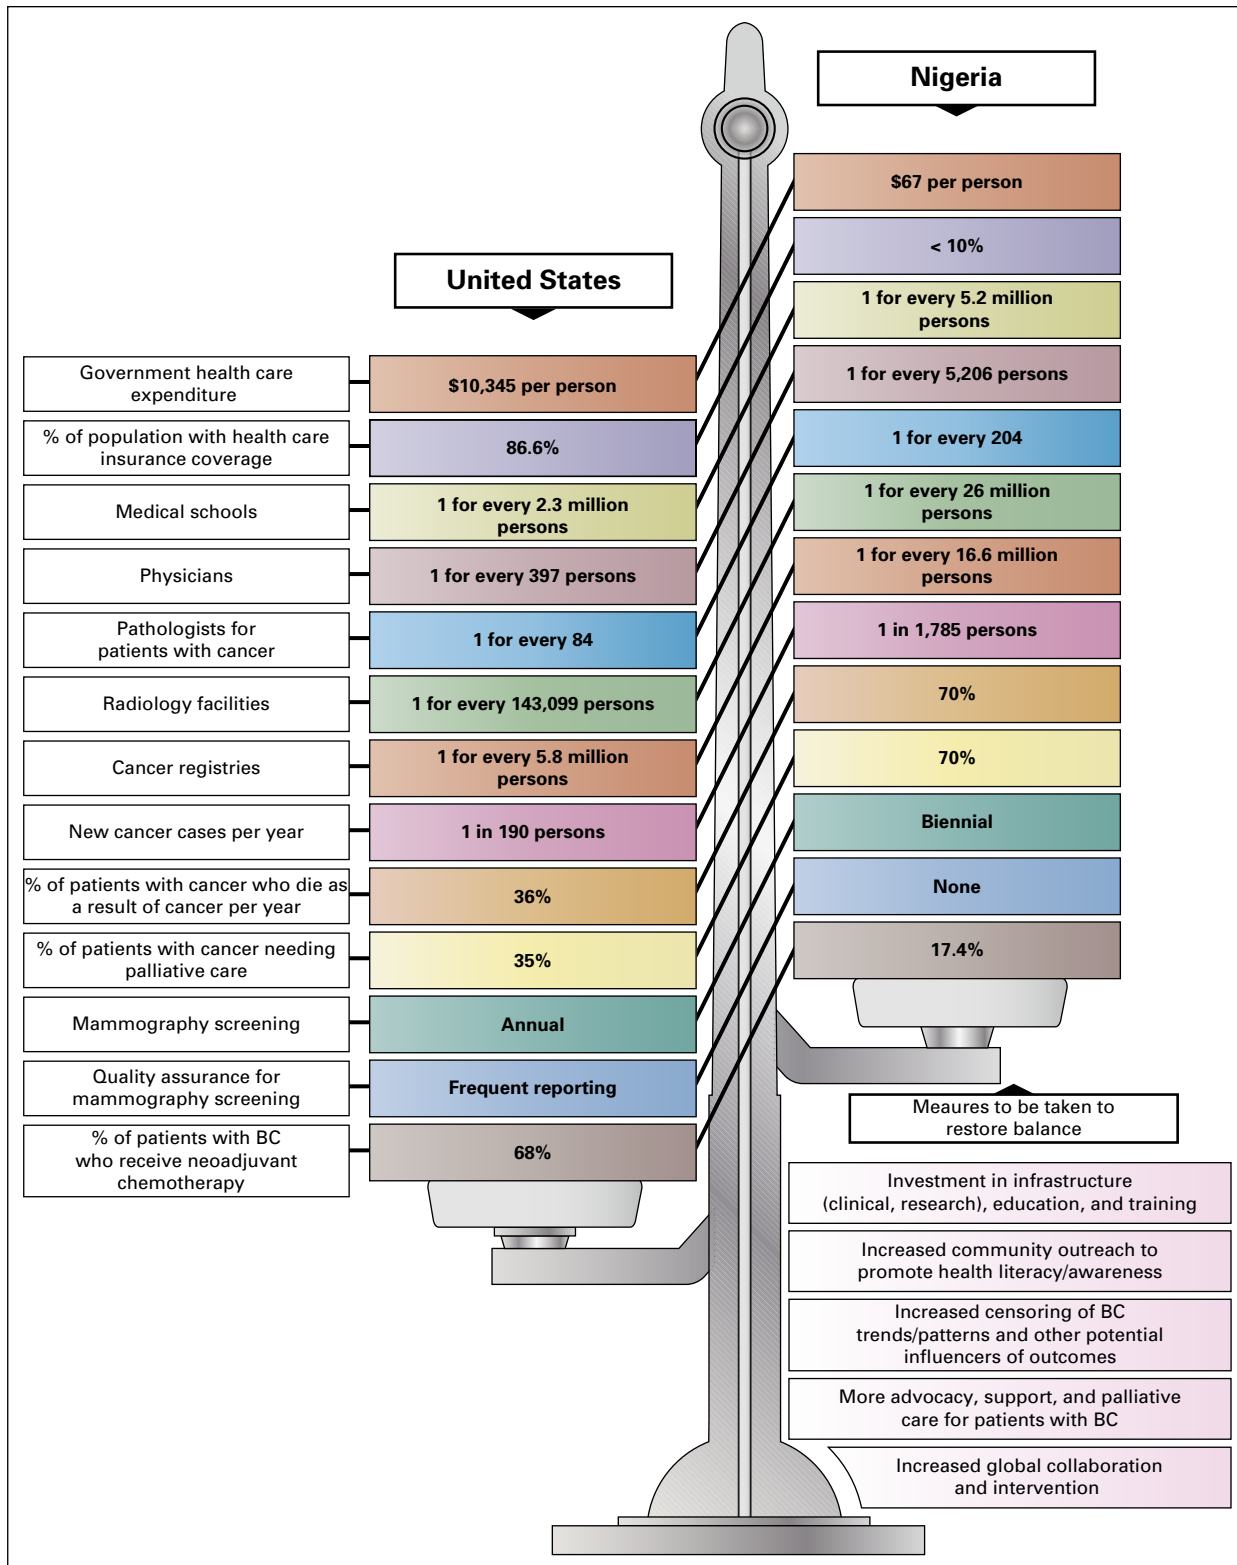 Nigeria
$67 per person
< 10%
1 for every 5.2 million
persons
1 for every 5,206 persons
1 for every 204
1 for every 26 million
persons
1 for every 16.6 million
persons
1 in 1,785 persons
70%
70%
Biennial
None
17.4%
United States
Government health care
expenditure
$10,345 per person
% of population with health care
insurance coverage
86.6%
Medical schools
1 for every 2.3 million
persons
Physicians
1 for every 397 persons
Pathologists for
patients with cancer
1 for every 84
Radiology facilities
1 for every 143,099 persons
Cancer registries
1 for every 5.8 million
persons
New cancer cases per year
1 in 190 persons
% of patients with cancer who die as
a result of cancer per year
36%
% of patients with cancer needing
palliative care
35%
Mammography screening
Annual
Quality assurance for
mammography screening
Frequent reporting
% of patients with BC
who receive neoadjuvant
chemotherapy
68%
Meaures to be taken to
restore balance
Investment in infrastructure
(clinical, research), education, and training
Increased community outreach to
promote health literacy/awareness
Increased censoring of BC
trends/patterns and other potential
influencers of outcomes
More advocacy, support, and palliative
care for patients with BC
Increased global collaboration
and intervention